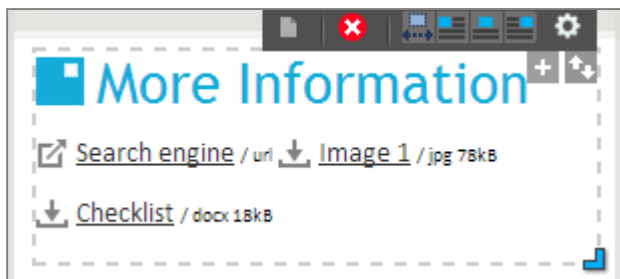 More Information
Search engine / url Image 1 / jpg 78kB
Checklist / docx 18kB